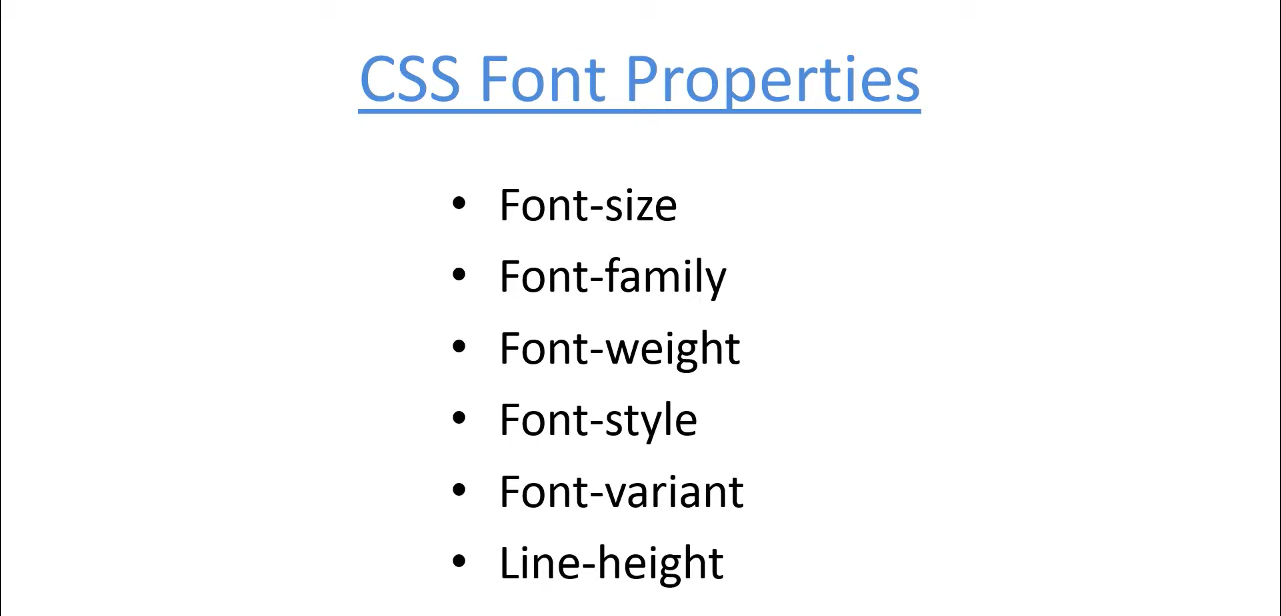 CSS Font Properties
• Font-size
• Font-family
• Font-weight
• Font-style
• Font-variant
• Line-height